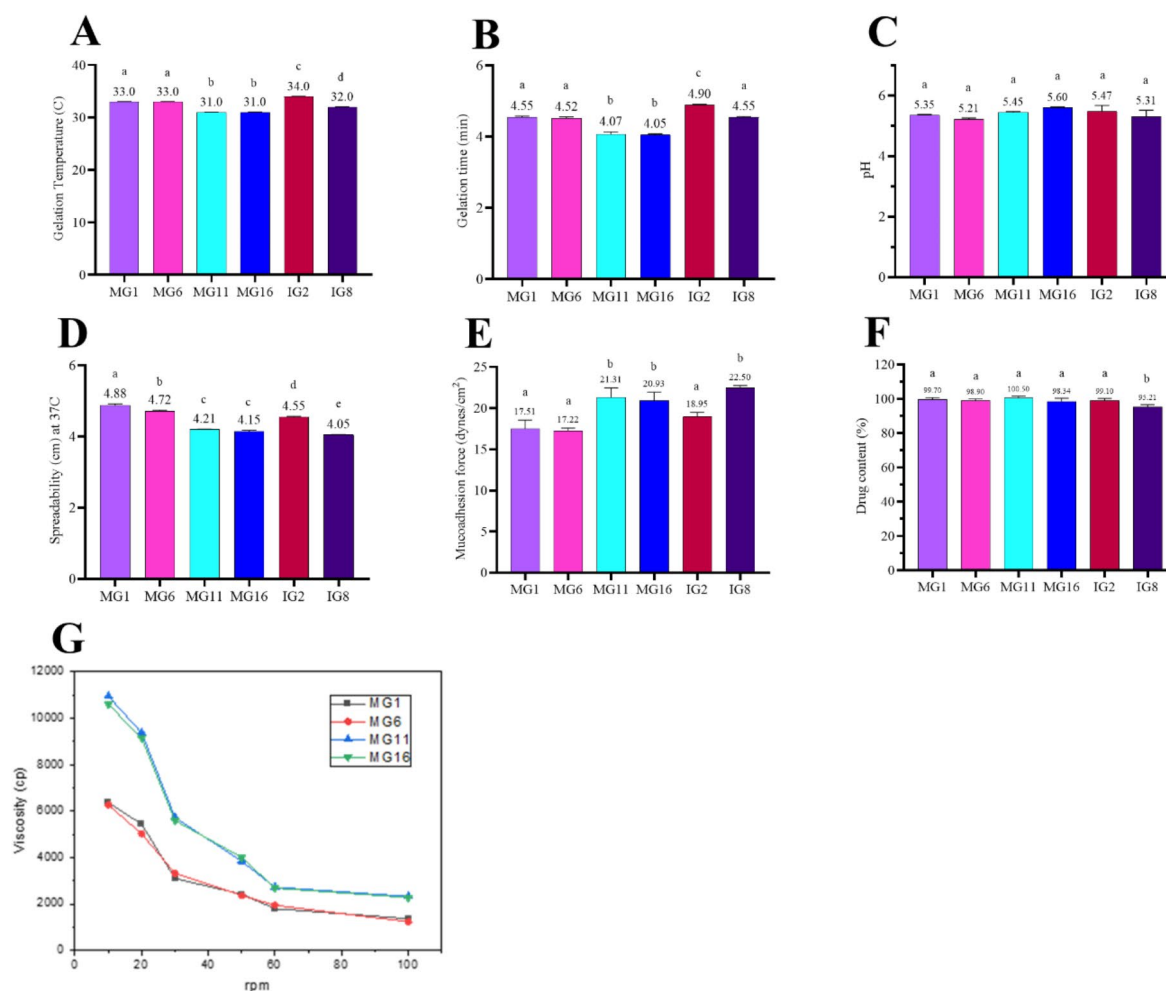 A
Gelation Temperature (C)
40
30
20
10
0
a a b b c d
33.0 33.0 31.0 31.0 34.0 32.0
MG1 MG6 MG11 MG16 IG2 IG8
B
Gelation time (min)
6
4
2
0
a a b b c a
4.55 4.52 4.07 4.05 4.90 4.55
MG1 MG6 MG11 MG16 IG2 IG8
C
pH
6
4
2
0
a a a a a a
5.35 5.21 5.45 5.60 5.47 5.31
MG1 MG6 MG11 MG16 IG2 IG8
D
Spreadability (cm) at 37C
6
4
2
0
a b c c d e
4.88 4.72 4.21 4.15 4.55 4.05
MG1 MG6 MG11 MG16 IG2 IG8
E
Mucoadhesion force (dynes/cm²)
25
20
15
10
5
0
a a b b a b
17.51 17.22 21.31 20.93 18.95 22.50
MG1 MG6 MG11 MG16 IG2 IG8
F
Drug content (%)
120
100
80
60
40
20
0
a a a a a b
99.70 98.90 100.50 98.34 99.10 95.21
MG1 MG6 MG11 MG16 IG2 IG8
G
Viscosity (cp)
12000
10000
8000
6000
4000
2000
0
MG1
MG6
MG11
MG16
0 20 40 60 80 100
rpm